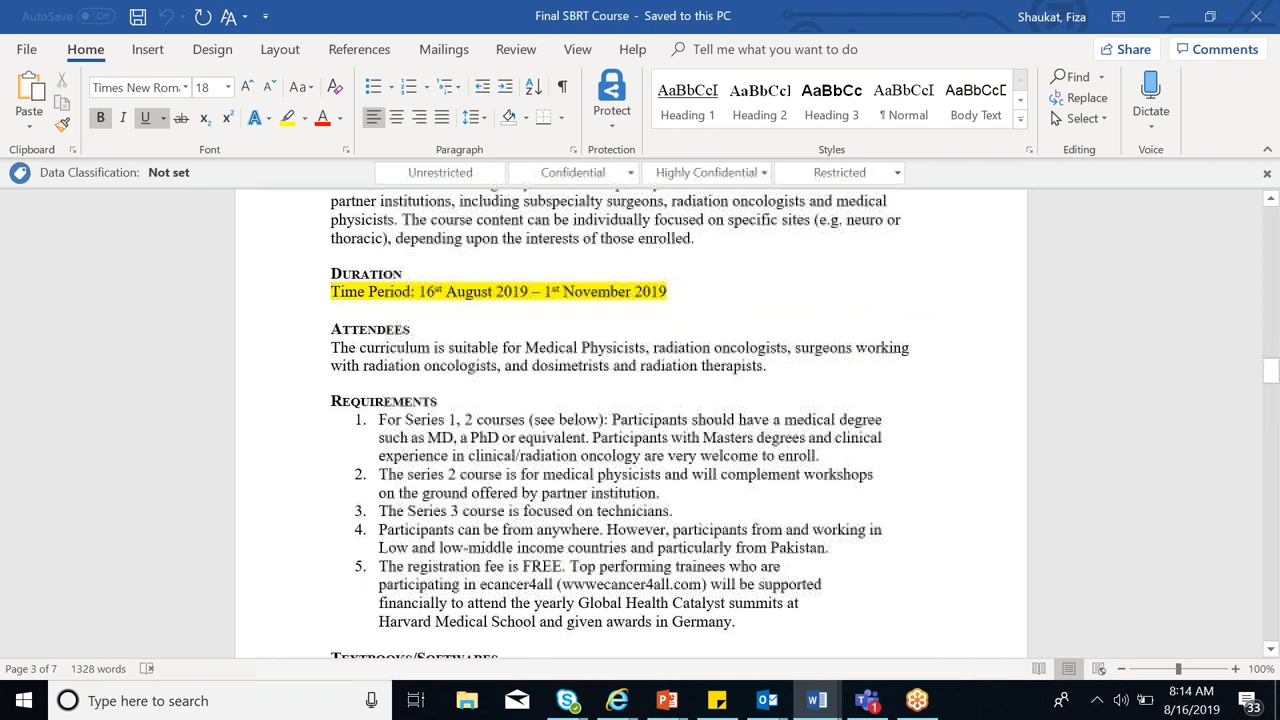 AutoSave Off
Final SBRT Course - Saved to this PC
Shaukat, Fiza
File Home Insert Design Layout References Mailings Review View Help Tell me what you want to do Share Comments
Paste
Times New Roma 18
Protect
AaBbCcI AaBbCcI AaBbCc AaBbCcI AaBbCcD
Heading 1 Heading 2 Heading 3 ¶ Normal Body Text
Find
Replace
Select
Dictate
Clipboard Font Paragraph Protection Styles Editing Voice
Data Classification: Not set Unrestricted Confidential Highly Confidential Restricted
partner institutions, including subspecialty surgeons, radiation oncologists and medical
physicists. The course content can be individually focused on specific sites (e.g. neuro or
thoracic), depending upon the interests of those enrolled.
DURATION
Time Period: 16st August 2019 – 1st November 2019
ATTENDEES
The curriculum is suitable for Medical Physicists, radiation oncologists, surgeons working
with radiation oncologists, and dosimetrists and radiation therapists.
REQUIREMENTS
1. For Series 1, 2 courses (see below): Participants should have a medical degree
such as MD, a PhD or equivalent. Participants with Masters degrees and clinical
experience in clinical/radiation oncology are very welcome to enroll.
2. The series 2 course is for medical physicists and will complement workshops
on the ground offered by partner institution.
3. The Series 3 course is focused on technicians.
4. Participants can be from anywhere. However, participants from and working in
Low and low-middle income countries and particularly from Pakistan.
5. The registration fee is FREE. Top performing trainees who are
participating in ecancer4all (wwwecancer4all.com) will be supported
financially to attend the yearly Global Health Catalyst summits at
Harvard Medical School and given awards in Germany.
TEXTBOOKS/SOFTWARES
Page 3 of 7 1328 words 100%
Type here to search
8:14 AM
8/16/2019
33